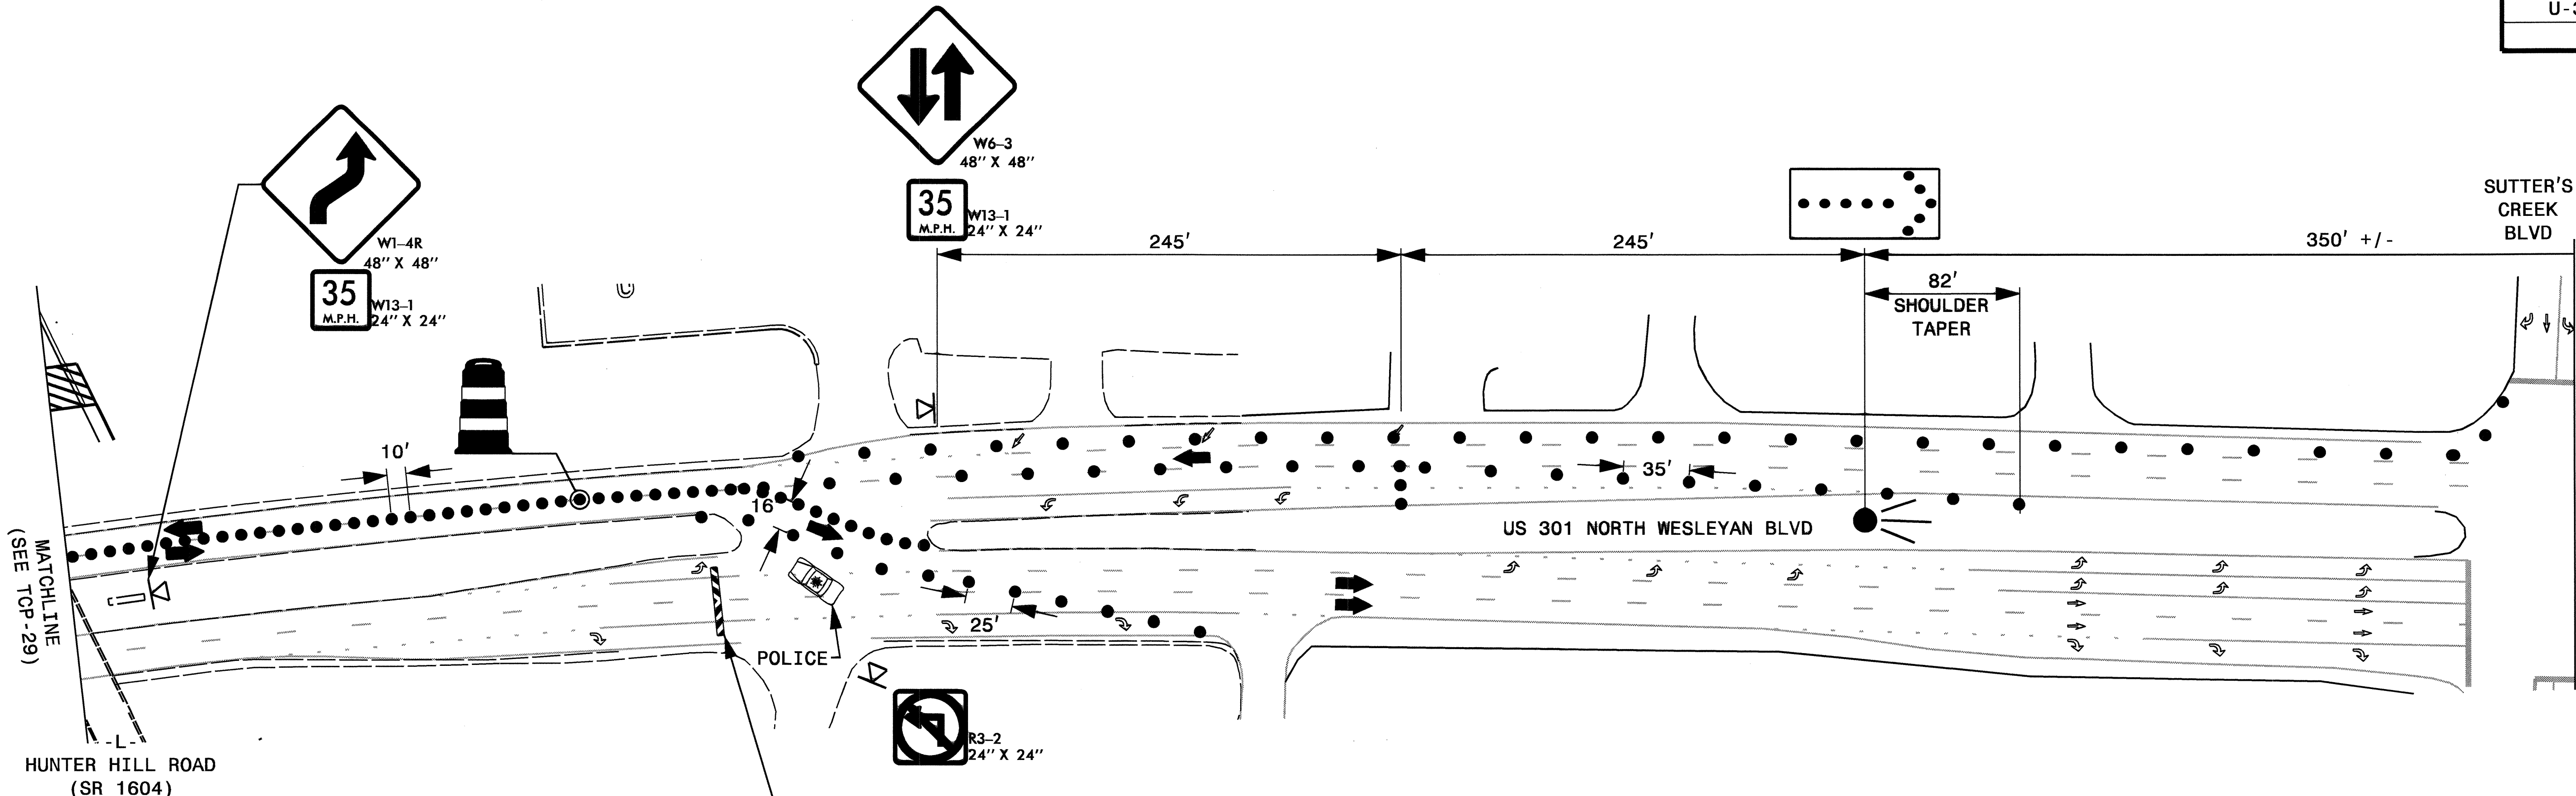 U-3
W6-3
48" X 48"
35
M.P.H.
W13-1
24" X 24"
W1-4R
48" X 48"
35
M.P.H.
W13-1
24" X 24"
SUTTER'S
CREEK
BLVD
245'
245'
350' +/-
82'
SHOULDER
TAPER
10'
35'
16'
US 301 NORTH WESLEYAN BLVD
25'
POLICE
MATCHLINE
(SEE TCP-29)
R3-2
24" X 24"
-L-
HUNTER HILL ROAD
(SR 1604)